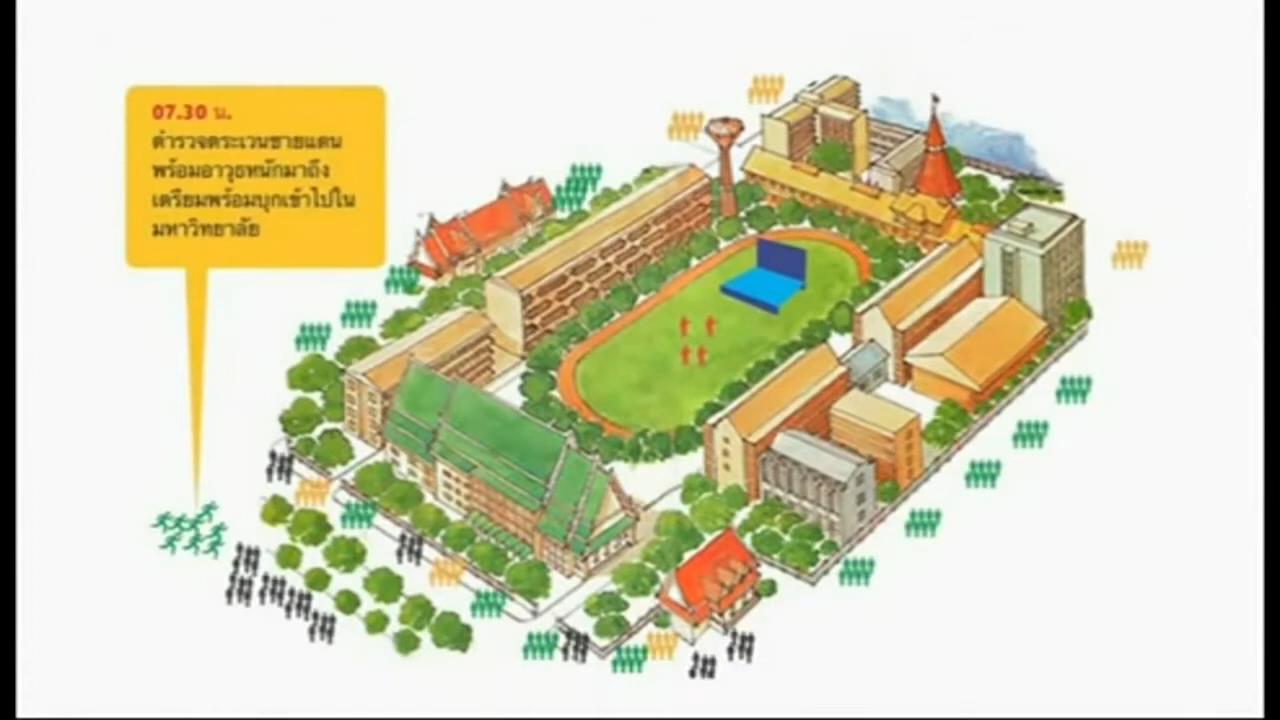 07.30 น.
ตำรวจตระเวนชายแดน
พร้อมอาวุธหนักมาถึง
เตรียมพร้อมบุกเข้าไปใน
มหาวิทยาลัย